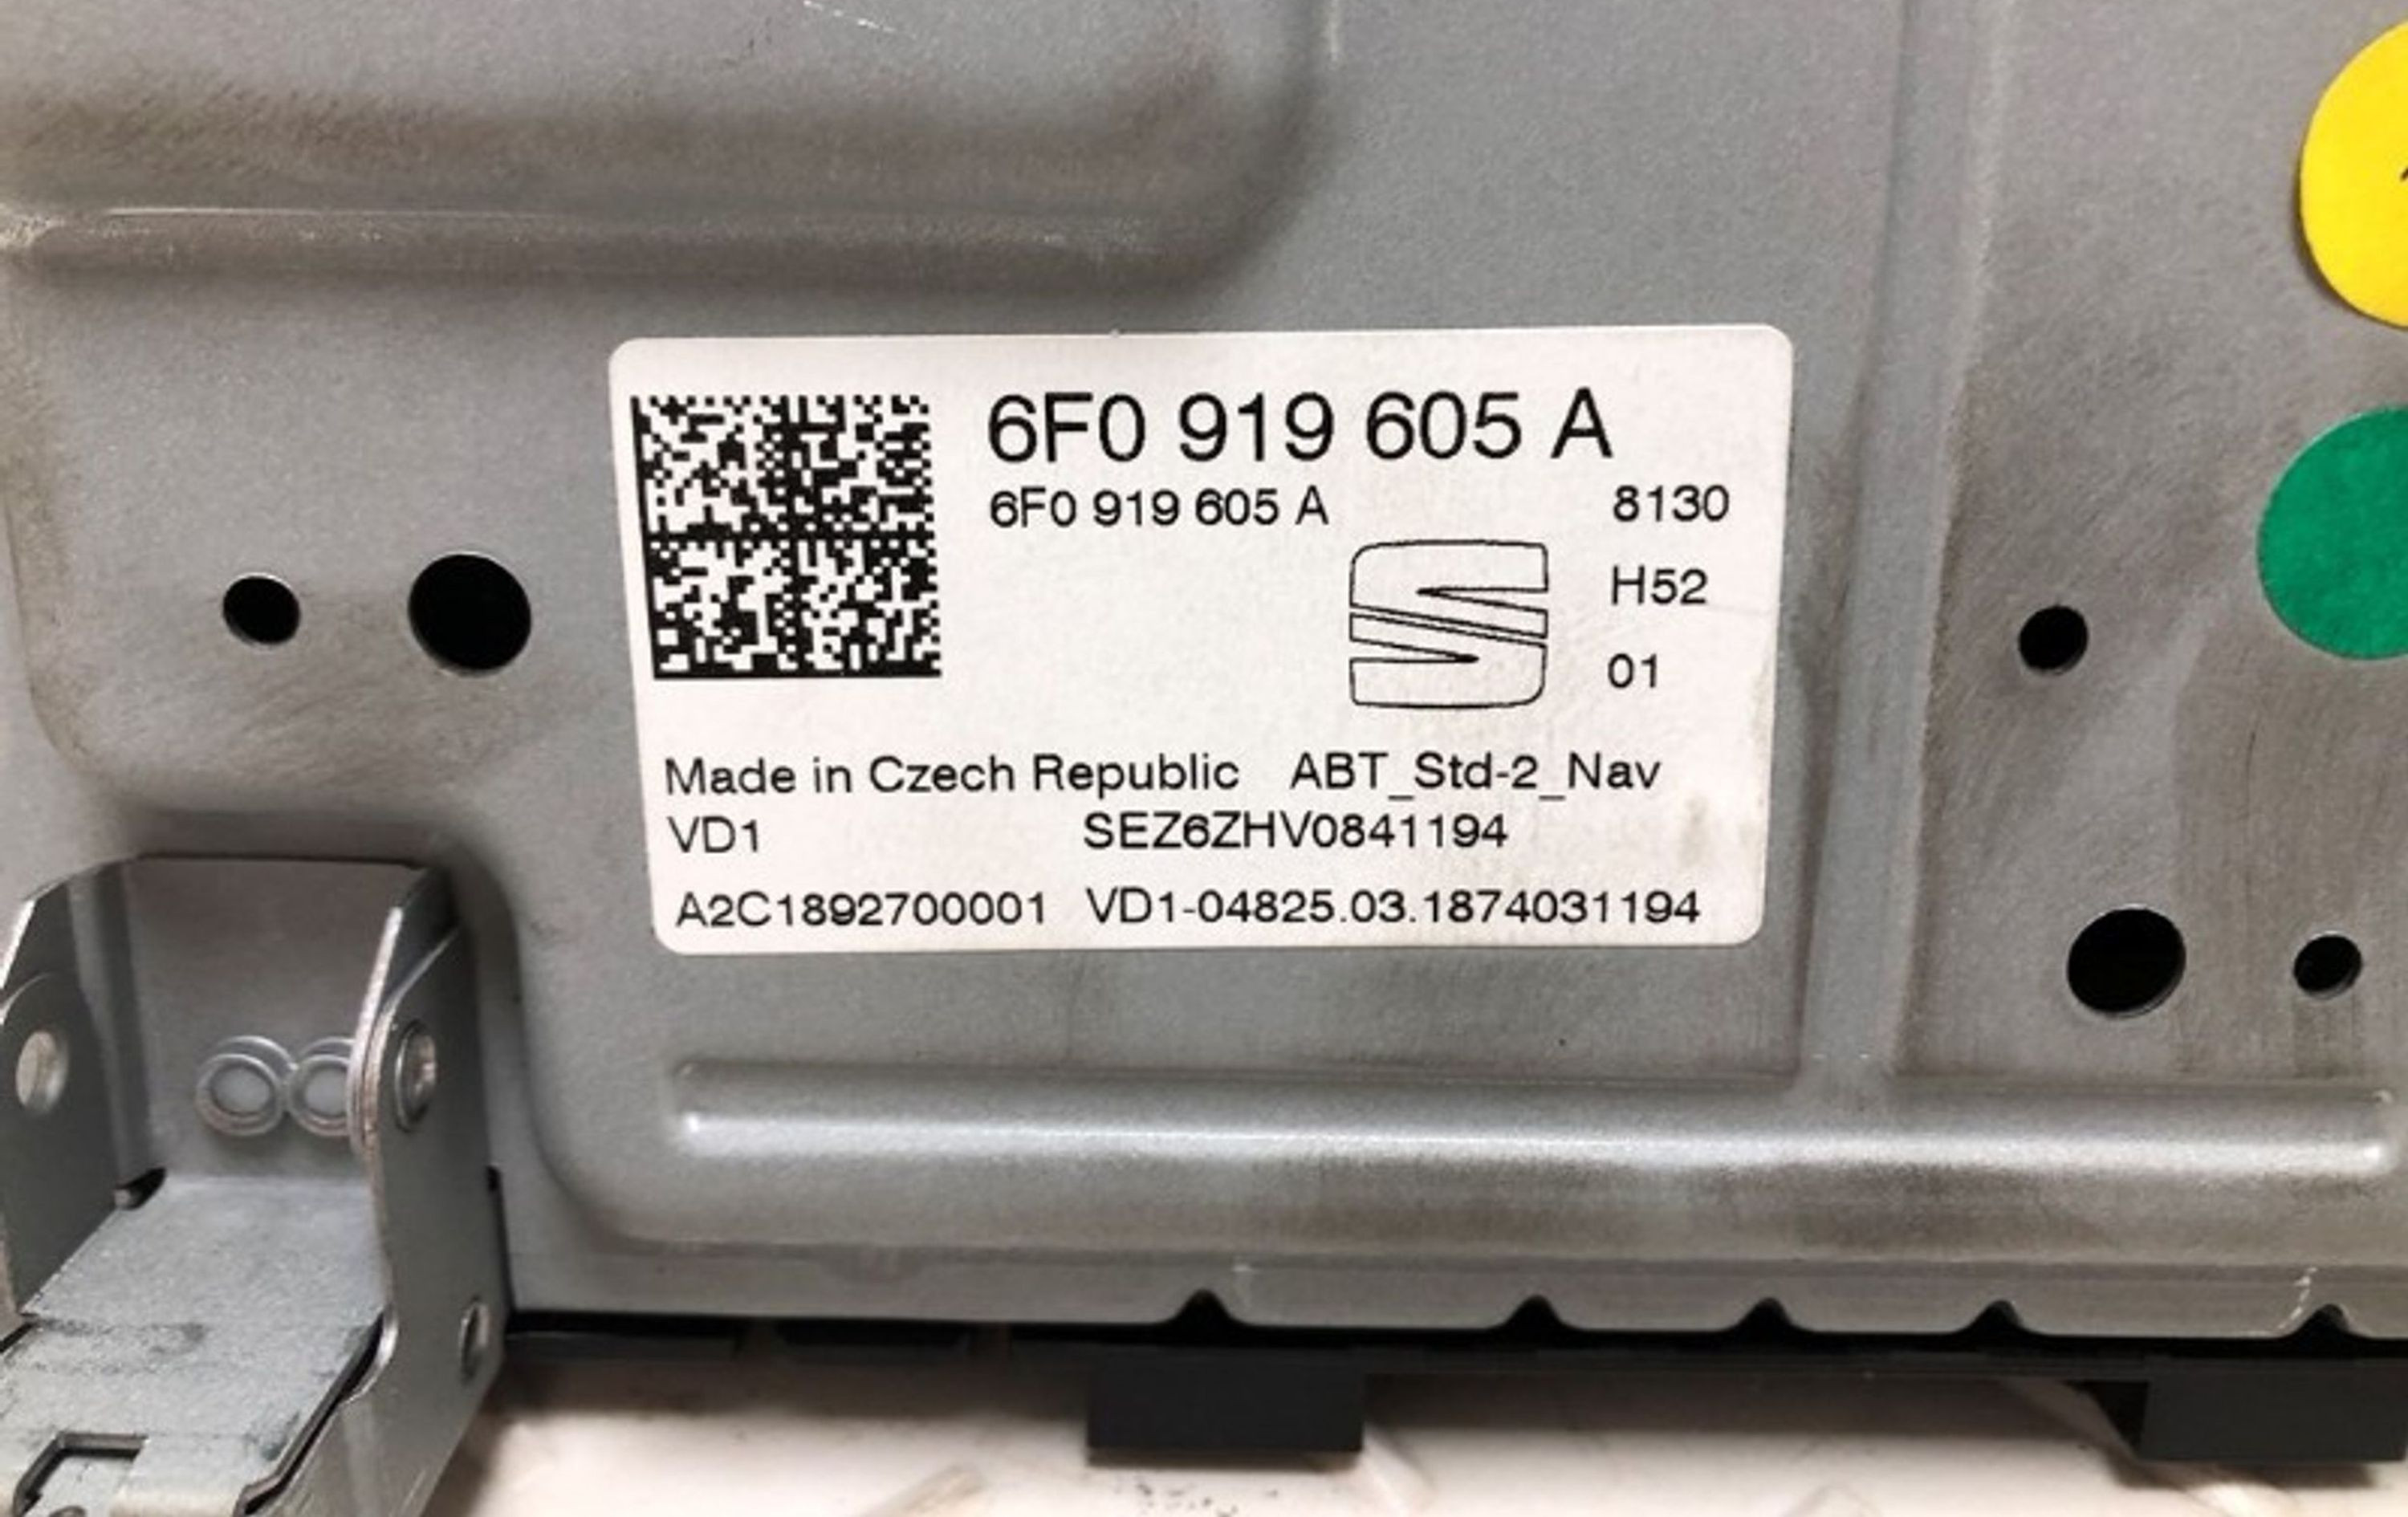 6F0 919 605 A
6F0 919 605 A 8130
H52
01
Made in Czech Republic ABT_Std-2_Nav
VD1 SEZ6ZHV0841194
A2C1892700001 VD1-04825.03.1874031194